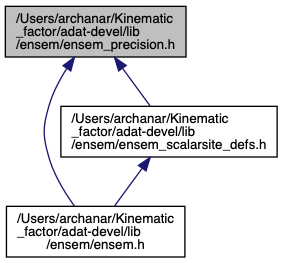 /Users/archanar/Kinematic
_factor/adat-devel/lib
/ensem/ensem_precision.h
/Users/archanar/Kinematic
_factor/adat-devel/lib
/ensem/ensem_scalarsite_defs.h
/Users/archanar/Kinematic
_factor/adat-devel/lib
/ensem/ensem.h